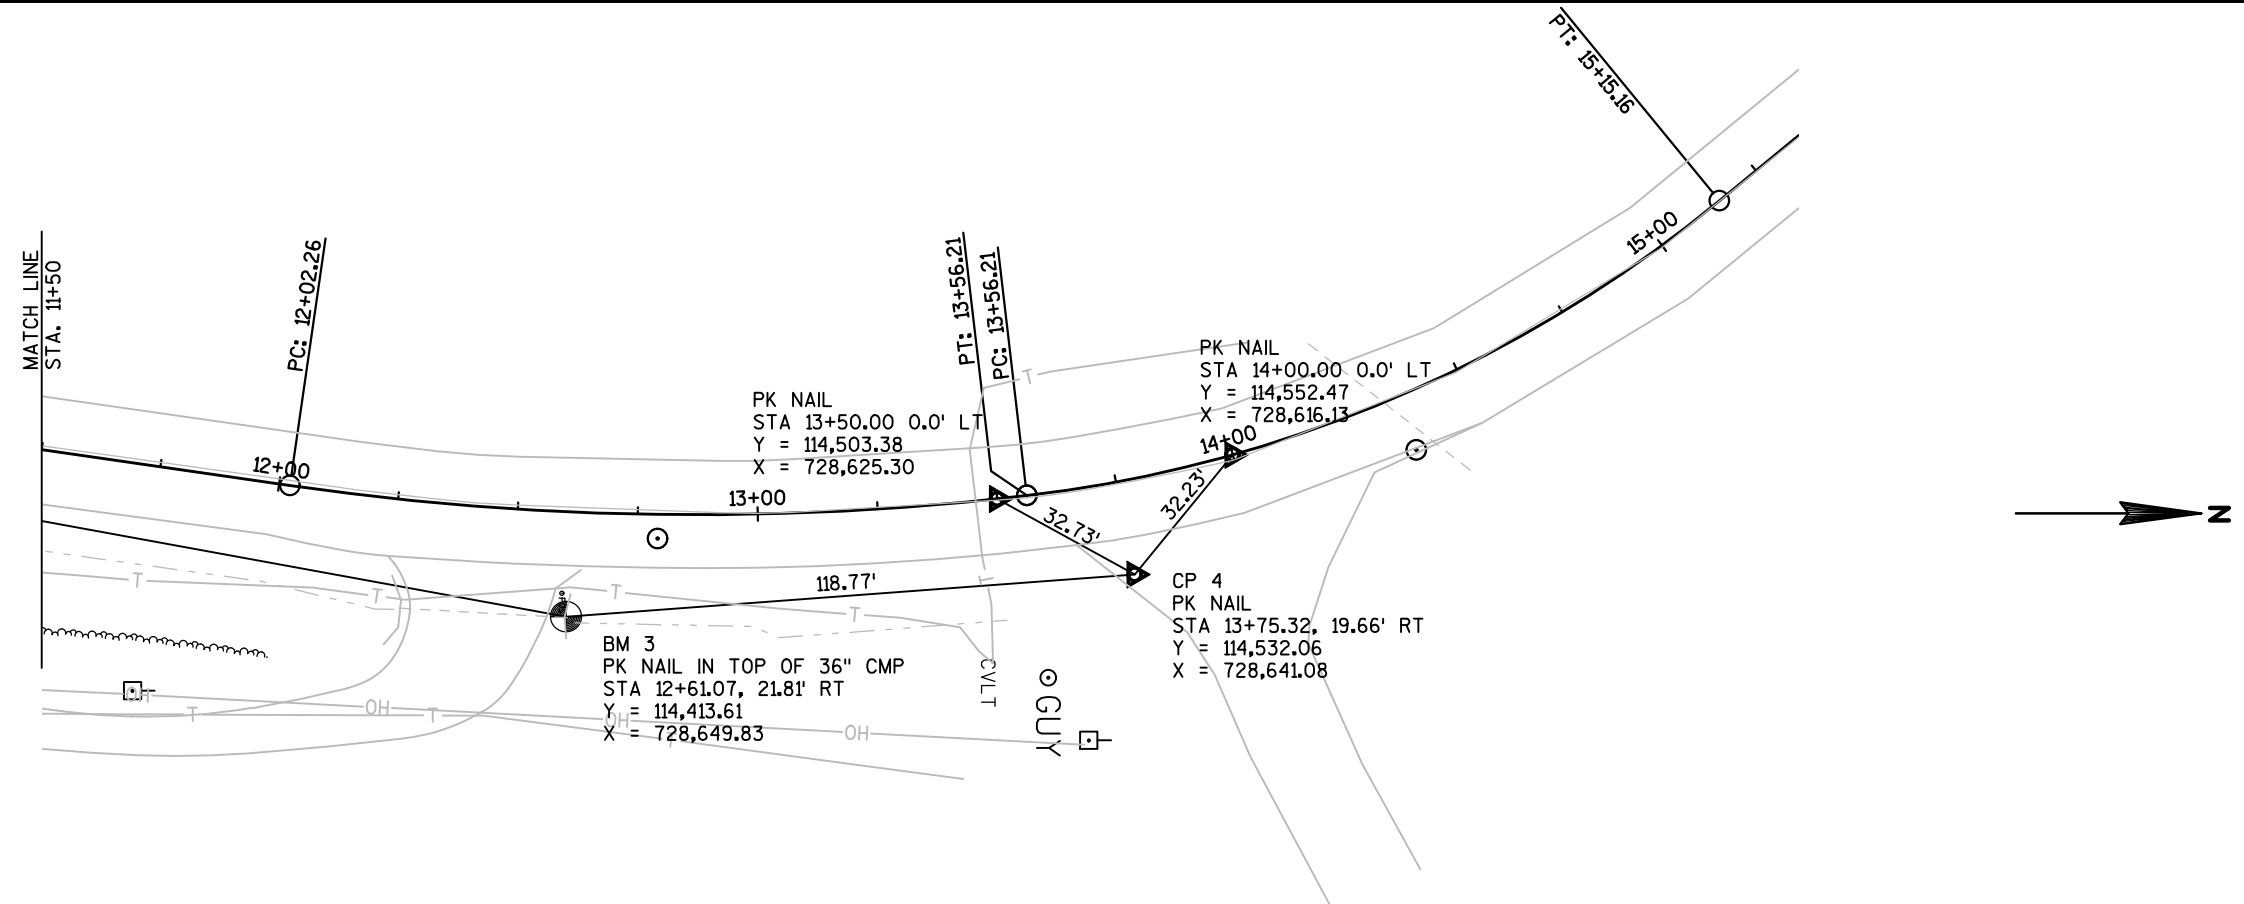 PT: 15+15.16
MATCH LINE
STA. 11+50
PC: 12+02.26
PT: 13+56.21
PC: 13+56.21
15+00
PK NAIL
STA 14+00.00 0.0' LT
Y = 114,552.47
X = 728,616.13
14+00
PK NAIL
STA 13+50.00 0.0' LT
Y = 114,503.38
X = 728,625.30
12+00
13+00
32.73'
32.23'
118.77'
CP 4
PK NAIL
STA 13+75.32, 19.66' RT
Y = 114,532.06
X = 728,641.08
BM 3
PK NAIL IN TOP OF 36" CMP
STA 12+61.07, 21.81' RT
Y = 114,413.61
X = 728,649.83
CVLT
GUY
T
T
T
T
T
T
T
T
T
OH
OH
OH
OH
N